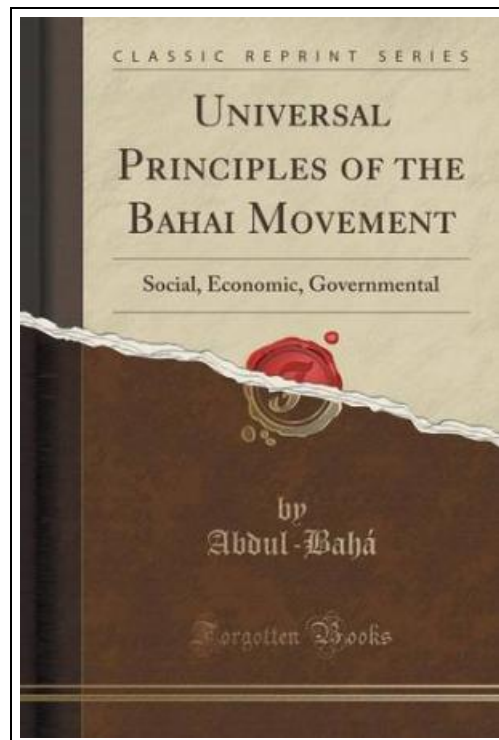 CLASSIC REPRINT SERIES
UNIVERSAL
PRINCIPLES OF THE
BAHAI MOVEMENT
Social, Economic, Governmental
by
Abdul-Bahá
Forgotten Books